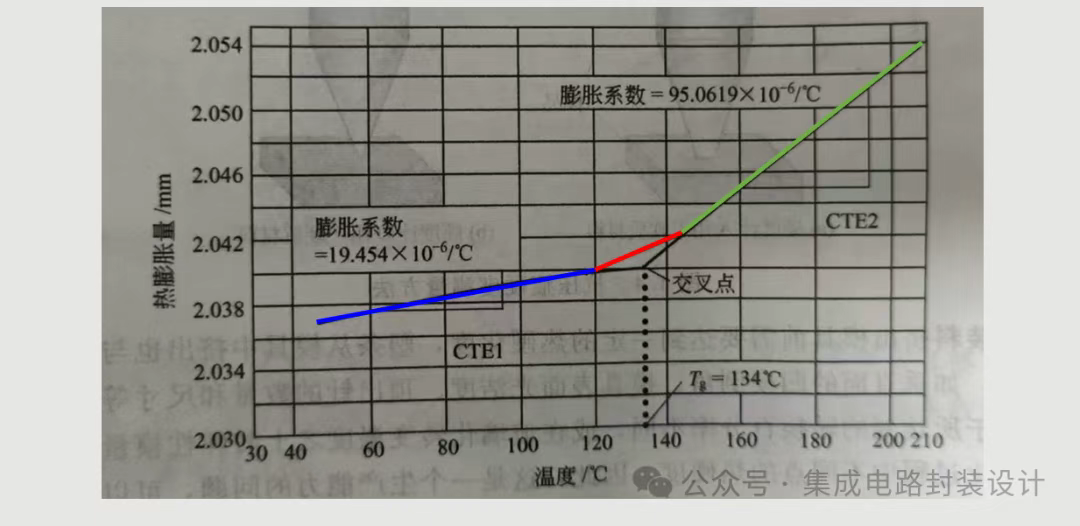 2.054
膨胀系数 = 95.0619×10⁻⁶/℃
2.050
2.046
热膨胀量 /mm
膨胀系数
=19.454×10⁻⁶/℃
CTE2
2.042
交叉点
2.038
CTE1
2.034
Tg = 134℃
2.030
30 40 60 80 100 120 140 160 180 200 210
温度 /℃
公众号 · 集成电路封装设计